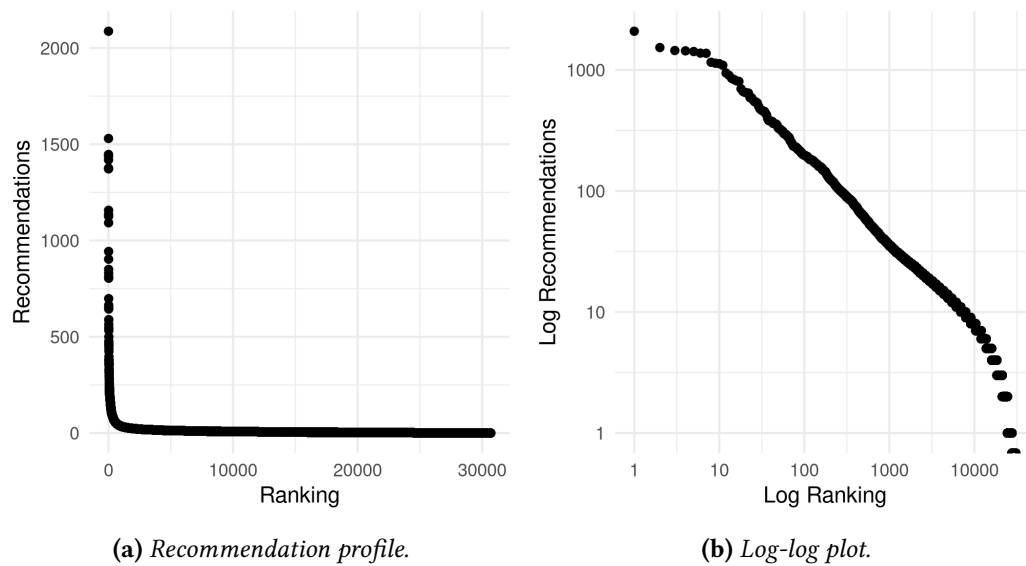 2000
1500
1000
500
0
Recommendations
0 10000 20000 30000
Ranking
(a) Recommendation profile.
1000
100
10
1
Log Recommendations
1 10 100 1000 10000
Log Ranking
(b) Log-log plot.